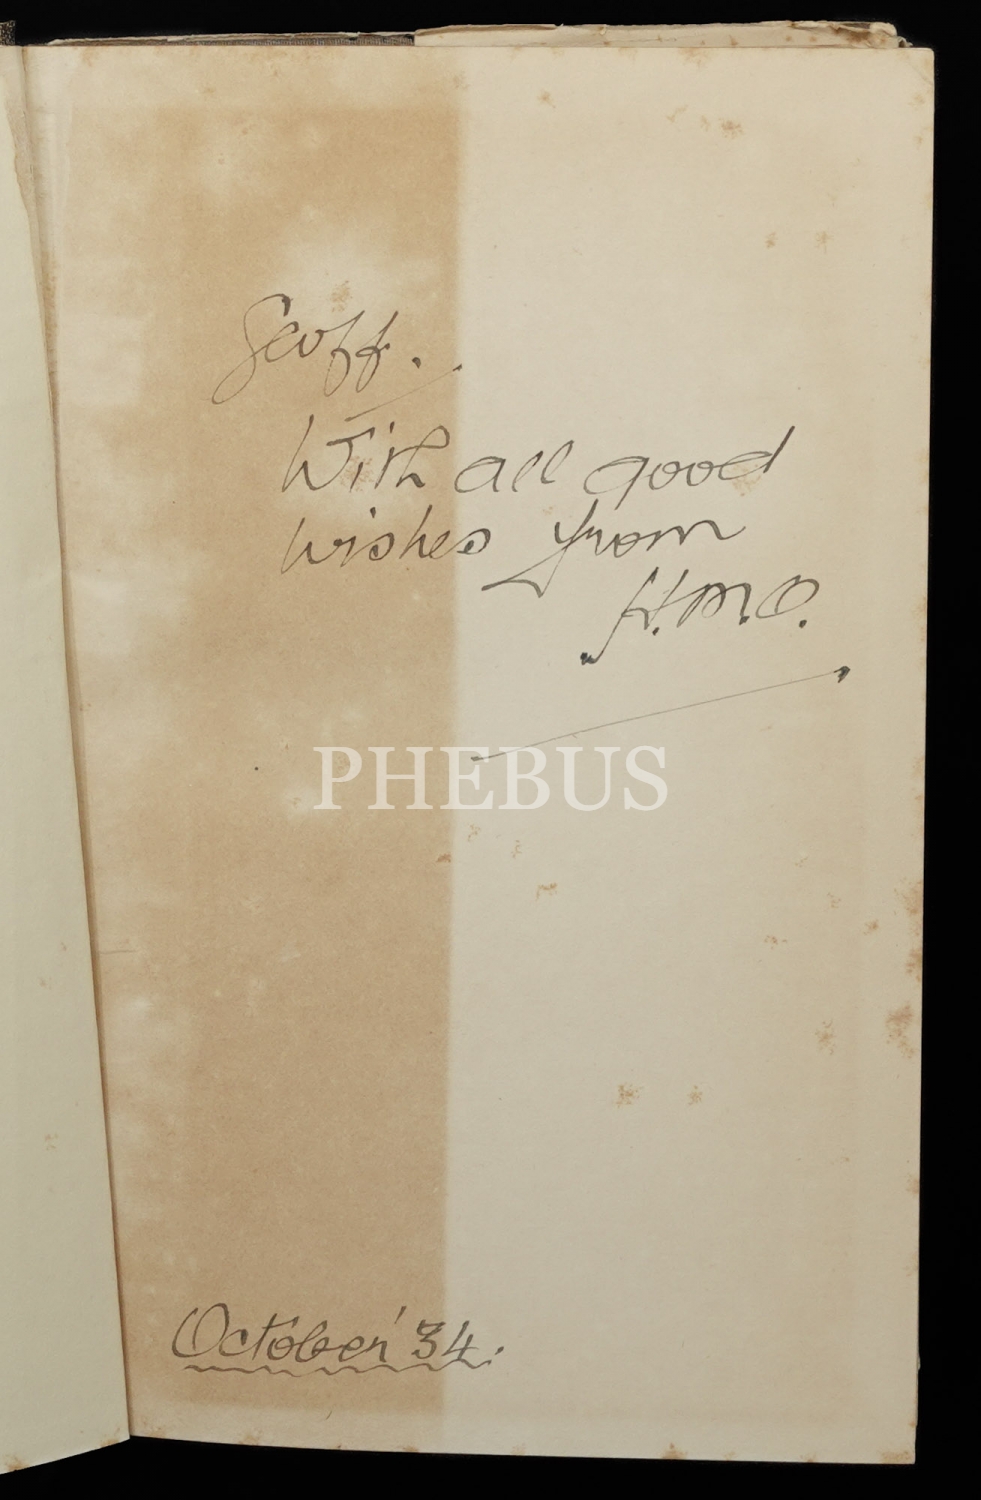 Geoff.
With all good
wishes from
H.M.O.
PHEBUS
October '34.